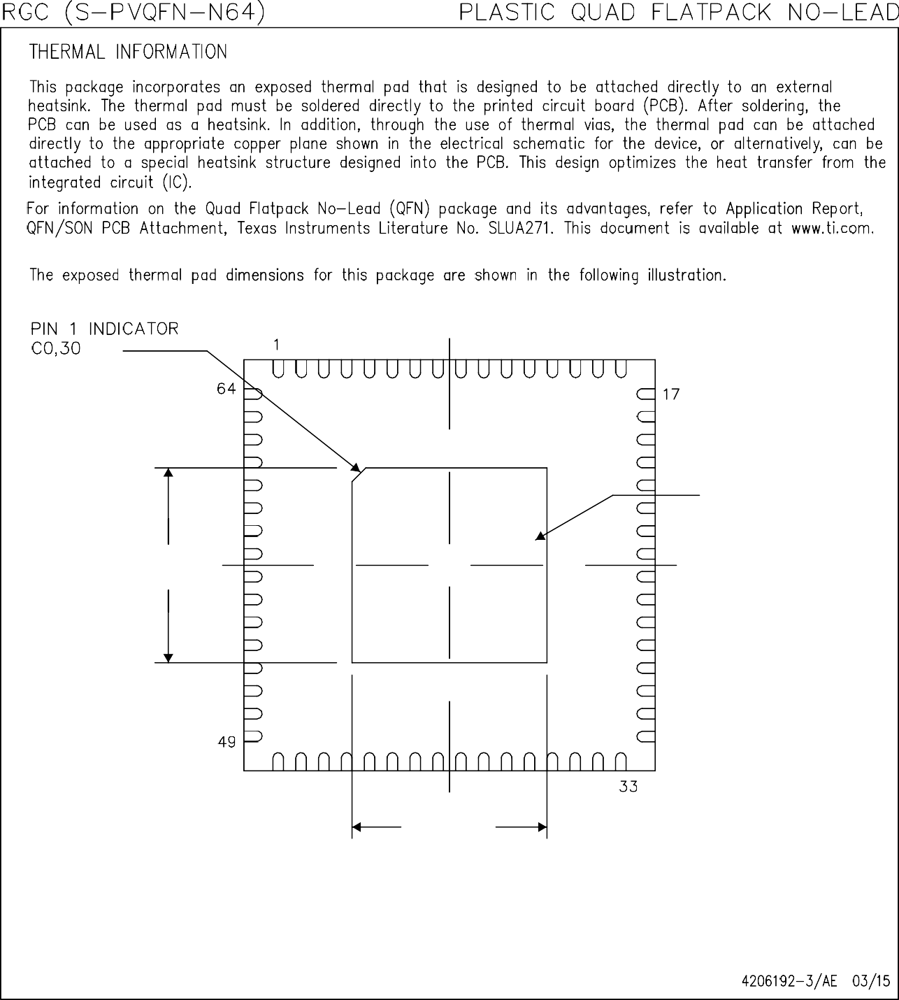 RGC (S-PVQFN-N64)
PLASTIC QUAD FLATPACK NO-LEAD
THERMAL INFORMATION
This package incorporates an exposed thermal pad that is designed to be attached directly to an external
heatsink. The thermal pad must be soldered directly to the printed circuit board (PCB). After soldering, the
PCB can be used as a heatsink. In addition, through the use of thermal vias, the thermal pad can be attached
directly to the appropriate copper plane shown in the electrical schematic for the device, or alternatively, can be
attached to a special heatsink structure designed into the PCB. This design optimizes the heat transfer from the
integrated circuit (IC).
For information on the Quad Flatpack No-Lead (QFN) package and its advantages, refer to Application Report,
QFN/SON PCB Attachment, Texas Instruments Literature No. SLUA271. This document is available at www.ti.com.
The exposed thermal pad dimensions for this package are shown in the following illustration.
PIN 1 INDICATOR
C0,30
1
64
17
49
33
4206192-3/AE 03/15